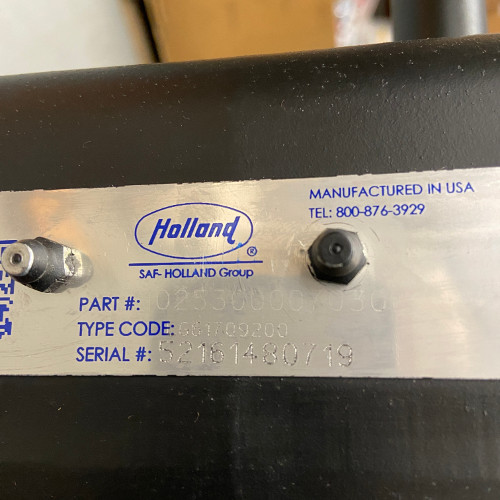 MANUFACTURED IN USA
TEL: 800-876-3929
Holland
®
SAF- HOLLAND Group
PART #:
TYPE CODE:
SERIAL #: 52161480719